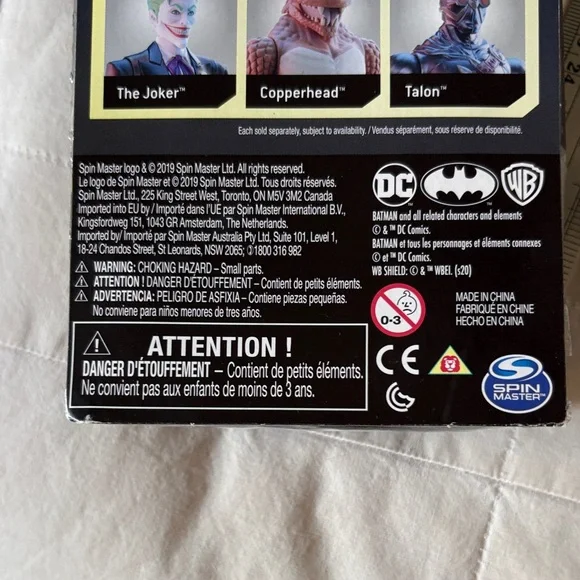 The Joker™ Copperhead™ Talon™
Each sold separately, subject to availability. / Vendus séparément, sous réserve de disponibilité.
Spin Master logo & © 2019 Spin Master Ltd. All rights reserved.
Le logo de Spin Master et © 2019 Spin Master Ltd. Tous droits réservés.
Spin Master Ltd., 225 King Street West, Toronto, ON M5V 3M2 Canada
Imported into EU by / Importé dans l'UE par Spin Master International B.V.,
Kingsfordweg 151, 1043 GR Amsterdam, The Netherlands.
Imported by/ Importé par Spin Master Australia Pty Ltd, Suite 101, Level 1,
18-24 Chandos Street, St Leonards, NSW 2065; 1800 316 982
WARNING: CHOKING HAZARD – Small parts.
ATTENTION ! DANGER D'ÉTOUFFEMENT – Contient de petits éléments.
ADVERTENCIA: PELIGRO DE ASFIXIA – Contiene piezas pequeñas.
No conviene para niños menores de tres años.
ATTENTION !
DANGER D'ÉTOUFFEMENT – Contient de petits éléments.
Ne convient pas aux enfants de moins de 3 ans.
DC WB
BATMAN and all related characters and elements
© & ™ DC Comics.
BATMAN et tous les personnages et éléments connexes
© et ™ DC Comics.
WB SHIELD: © & ™ WBEI. (s20)
0-3
MADE IN CHINA
FABRIQUÉ EN CHINE
HECHO EN CHINA
CE
SPIN
MASTER™
24